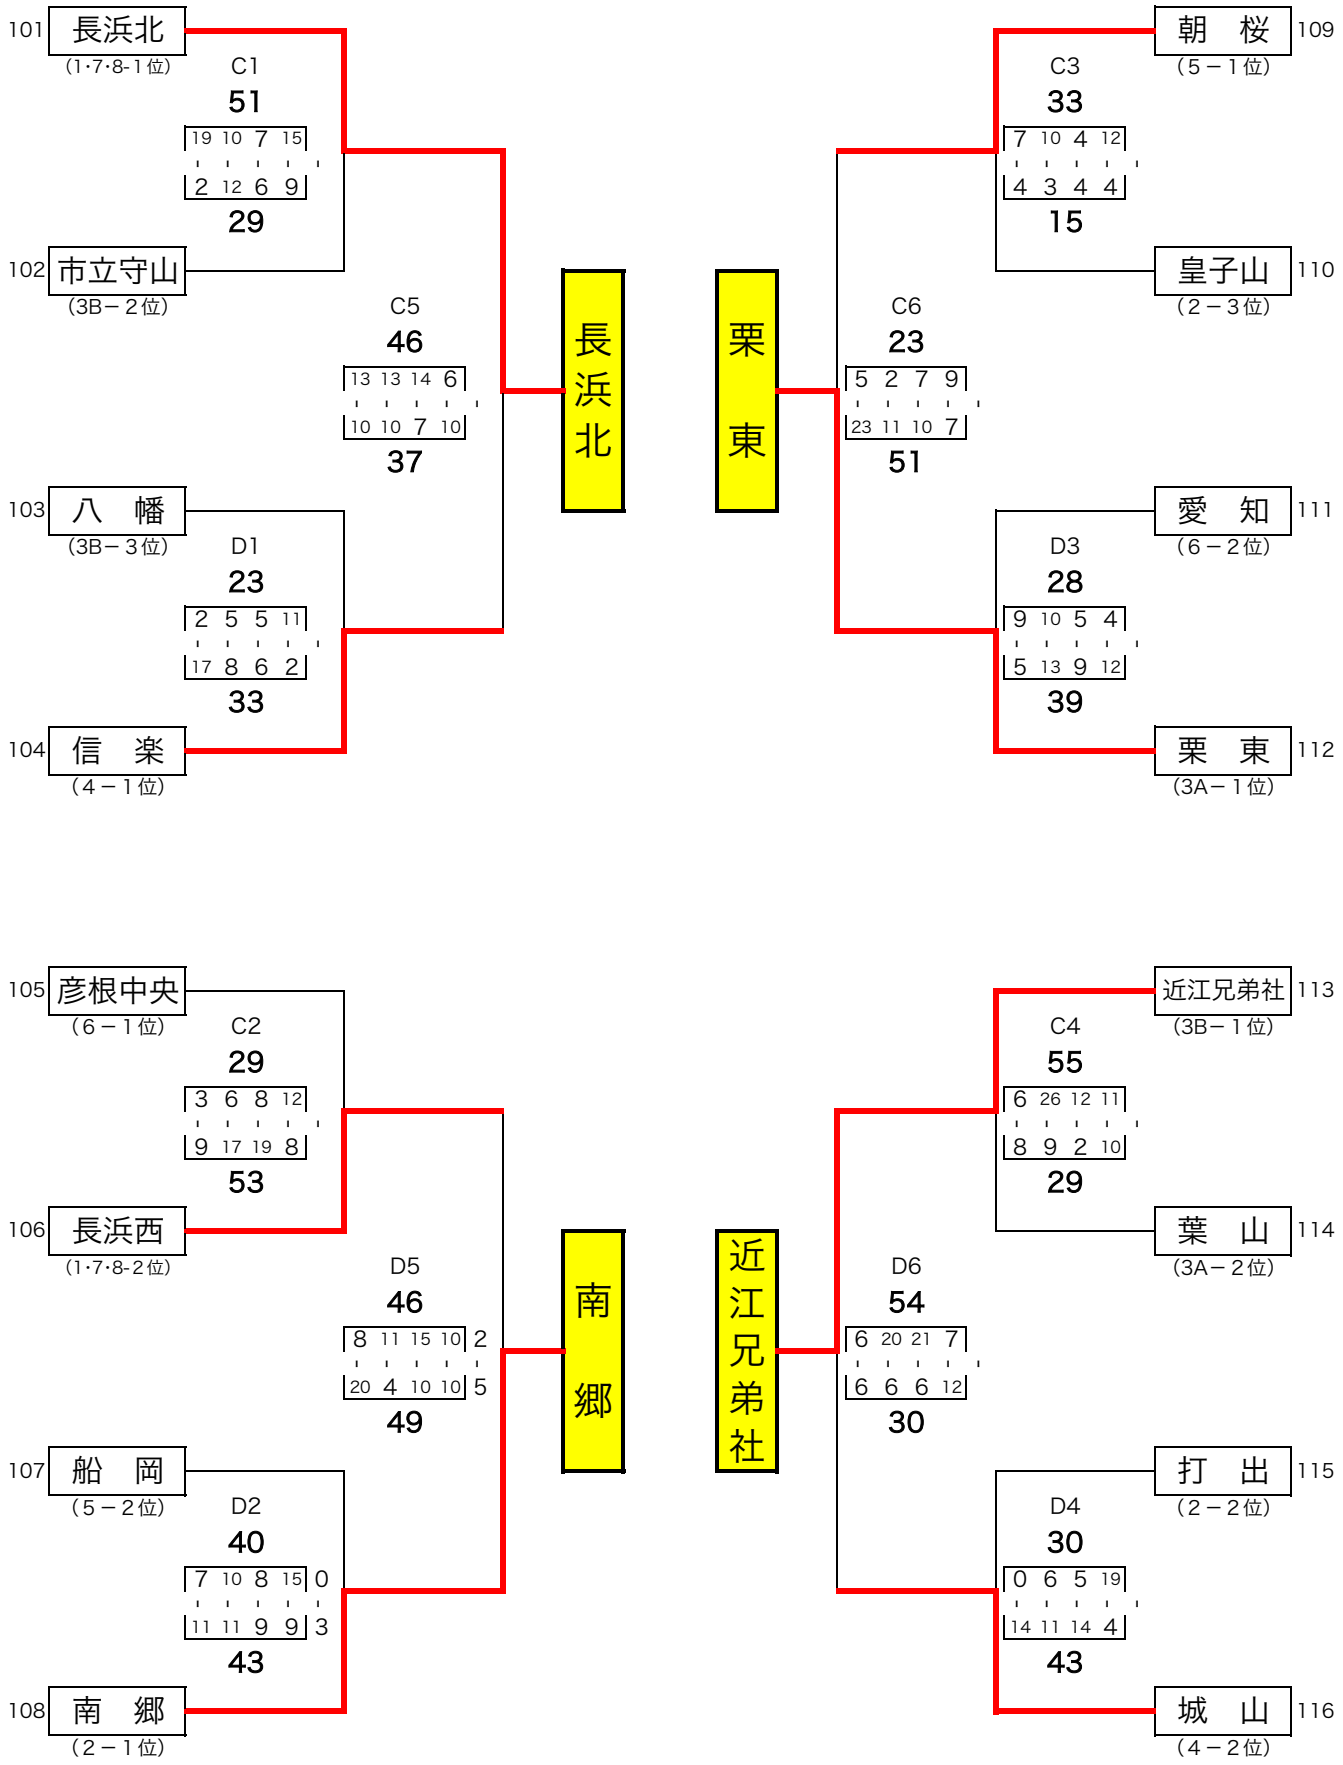 101 長浜北
（1・7・8-1位）
C1
51
19 10 7 15
2 12 6 9
29
102 市立守山
（3B－2位）
C5
46
13 13 14 6
10 10 7 10
37
長浜北
103 八　幡
（3B－3位）
D1
23
2 5 5 11
17 8 6 2
33
104 信　楽
（4－1位）
朝　桜 109
（5－1位）
C3
33
7 10 4 12
4 3 4 4
15
皇子山 110
（2－3位）
栗東
C6
23
5 2 7 9
23 11 10 7
51
愛　知 111
（6－2位）
D3
28
9 10 5 4
5 13 9 12
39
栗　東 112
（3A－1位）
105 彦根中央
（6－1位）
C2
29
3 6 8 12
9 17 19 8
53
106 長浜西
（1・7・8-2位）
D5
46
8 11 15 10 2
20 4 10 10 5
49
南郷
107 船　岡
（5－2位）
D2
40
7 10 8 15 0
11 11 9 9 3
43
108 南　郷
（2－1位）
近江兄弟社 113
（3B－1位）
C4
55
6 26 12 11
8 9 2 10
29
葉　山 114
（3A－2位）
近江兄弟社
D6
54
6 20 21 7
6 6 6 12
30
打　出 115
（2－2位）
D4
30
0 6 5 19
14 11 14 4
43
城　山 116
（4－2位）